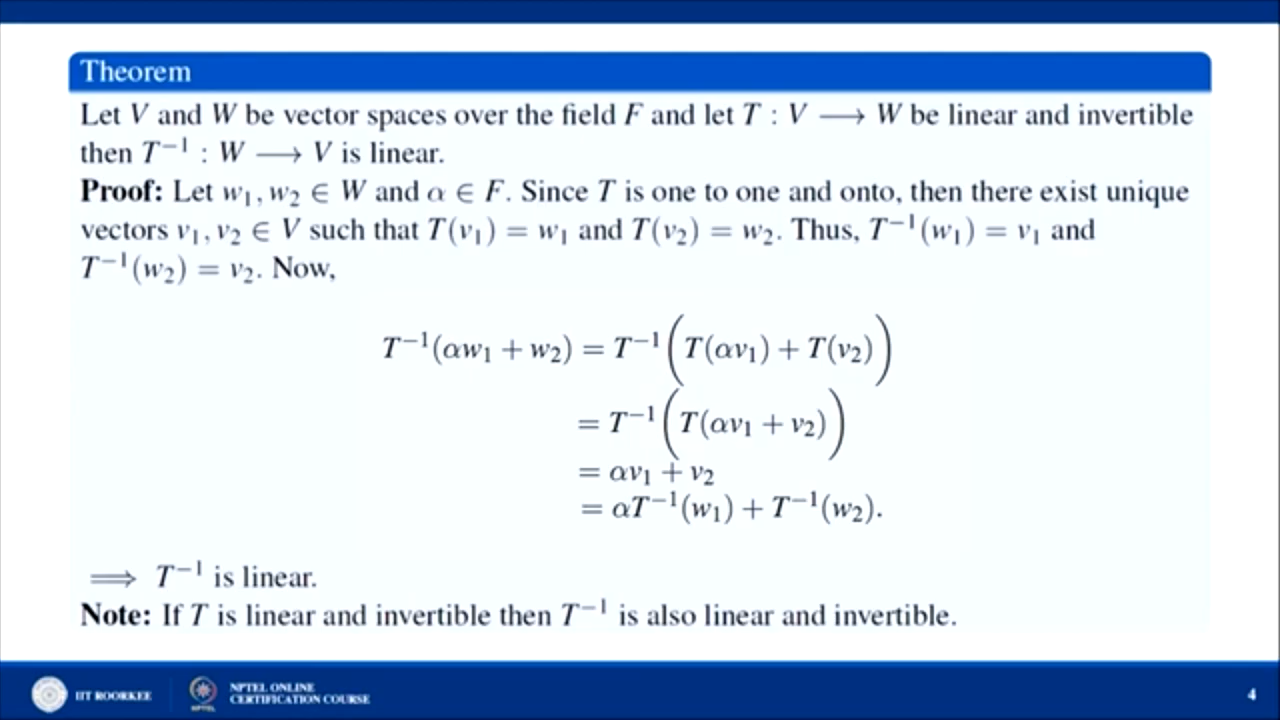 Theorem
Let V and W be vector spaces over the field F and let T : V ⟶ W be linear and invertible
then T⁻¹ : W ⟶ V is linear.
Proof: Let w₁, w₂ ∈ W and α ∈ F. Since T is one to one and onto, then there exist unique
vectors v₁, v₂ ∈ V such that T(v₁) = w₁ and T(v₂) = w₂. Thus, T⁻¹(w₁) = v₁ and
T⁻¹(w₂) = v₂. Now,
T⁻¹(αw₁ + w₂) = T⁻¹(T(αv₁) + T(v₂))
= T⁻¹(T(αv₁ + v₂))
= αv₁ + v₂
= αT⁻¹(w₁) + T⁻¹(w₂).
⟹ T⁻¹ is linear.
Note: If T is linear and invertible then T⁻¹ is also linear and invertible.
IIT ROORKEE
NPTEL
NPTEL ONLINE
CERTIFICATION COURSE
4